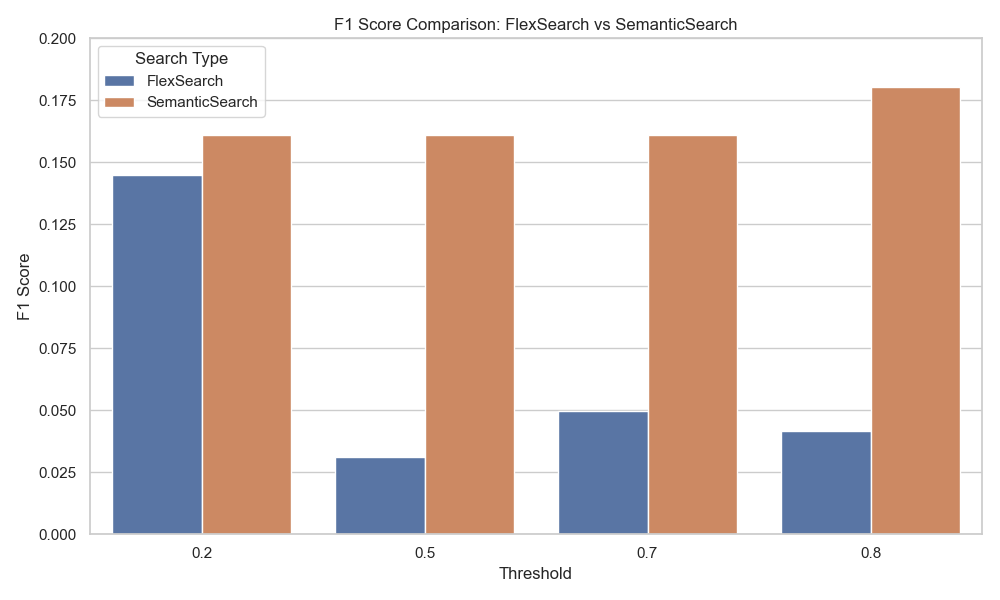 F1 Score Comparison: FlexSearch vs SemanticSearch
Search Type
FlexSearch
SemanticSearch
F1 Score
0.200
0.175
0.150
0.125
0.100
0.075
0.050
0.025
0.000
0.2
0.5
0.7
0.8
Threshold